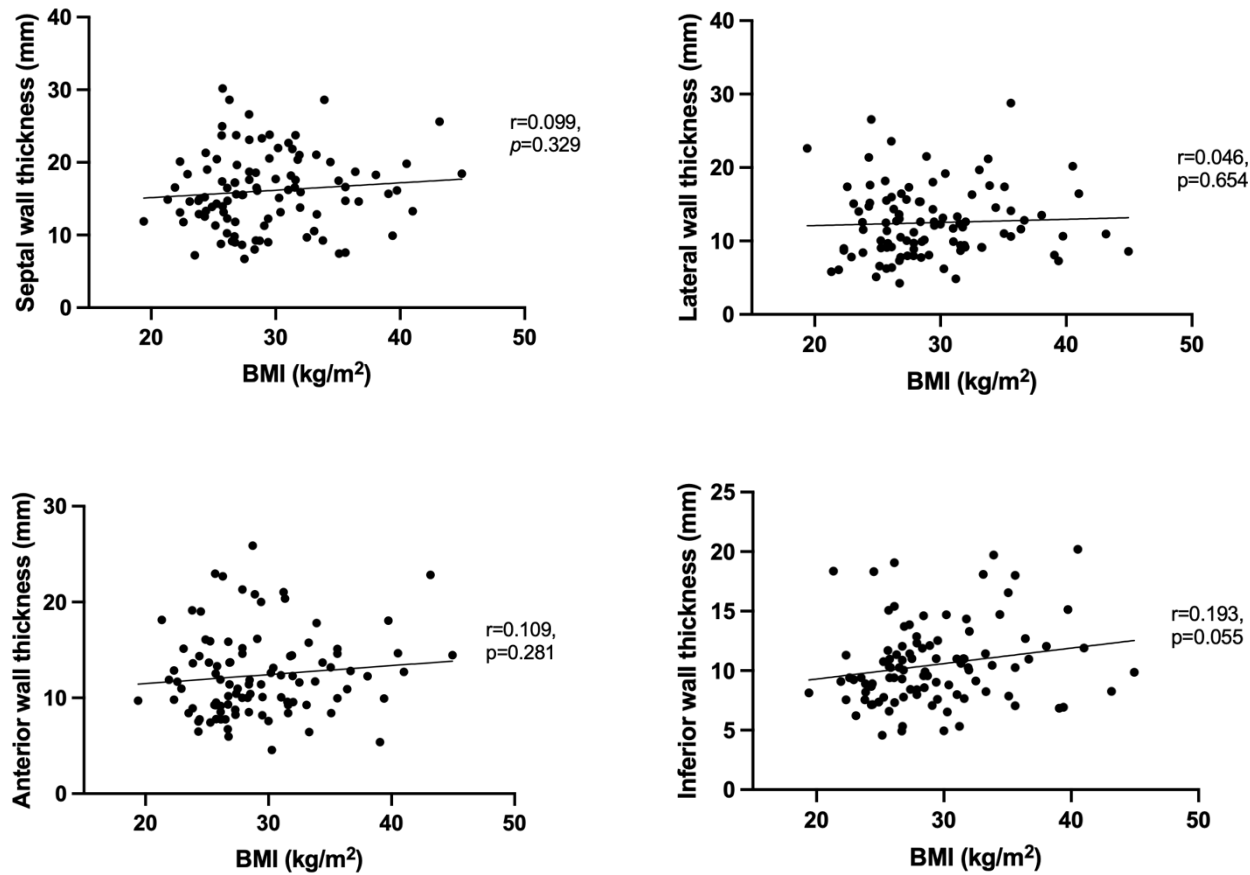 Septal wall thickness (mm)
40
30
20
10
0
20 30 40 50
BMI (kg/m²)
r=0.099,
p=0.329
Lateral wall thickness (mm)
40
30
20
10
0
20 30 40 50
BMI (kg/m²)
r=0.046,
p=0.654
Anterior wall thickness (mm)
30
20
10
0
20 30 40 50
BMI (kg/m²)
r=0.109,
p=0.281
Inferior wall thickness (mm)
25
20
15
10
5
0
20 30 40 50
BMI (kg/m²)
r=0.193,
p=0.055